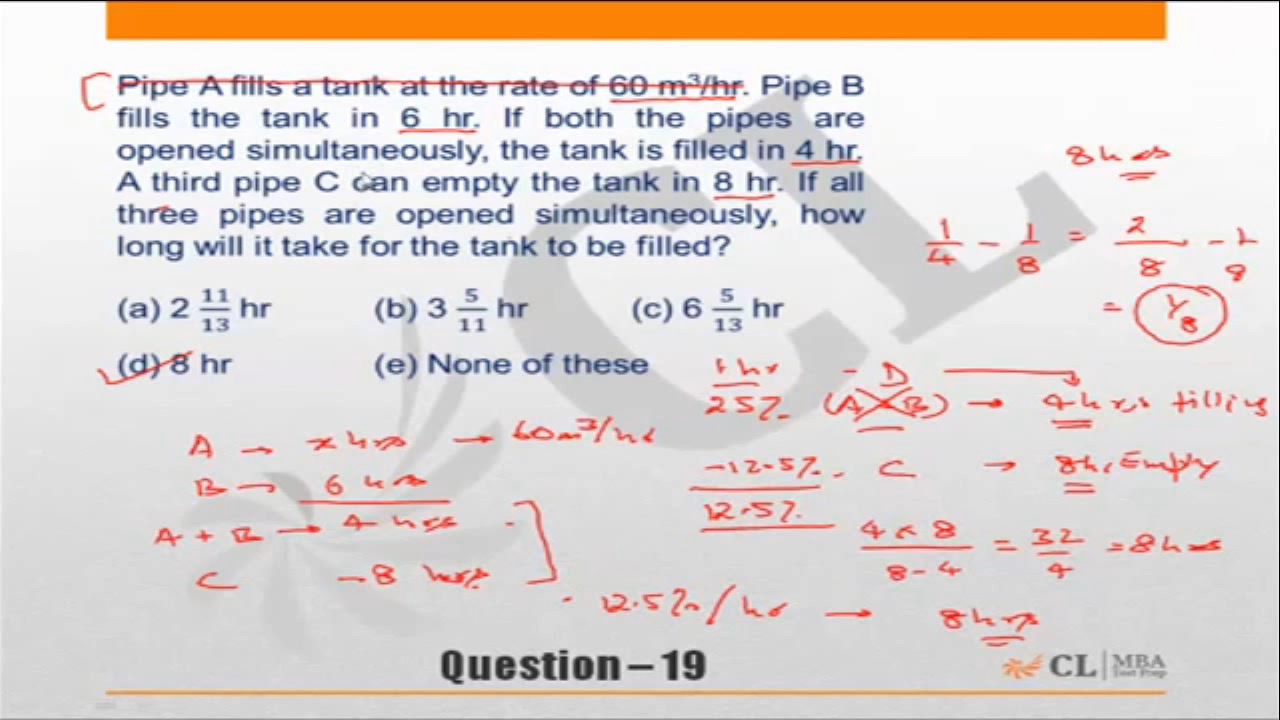 Pipe A fills a tank at the rate of 60 m³/hr. Pipe B
fills the tank in 6 hr. If both the pipes are
opened simultaneously, the tank is filled in 4 hr.
A third pipe C can empty the tank in 8 hr. If all
three pipes are opened simultaneously, how
long will it take for the tank to be filled?
(a) 2 11/13 hr (b) 3 5/11 hr (c) 6 5/13 hr
(d) 8 hr (e) None of these
8 hrs
1/4 - 1/8 = 2/8 - 1/8
= 1/8
1 hr - D
25% (A × B) → 4 hrs filling
-12.5% . C → 8 hr Empty
12.5%
4 × 8 / 8 - 4 = 32/4 = 8 hrs
12.5% / hr → 8 hrs
A → x hrs → 60 m³/hr
B → 6 hrs
A + B → 4 hrs
C - 8 hrs
Question – 19
CL MBA
Test Prep
CL